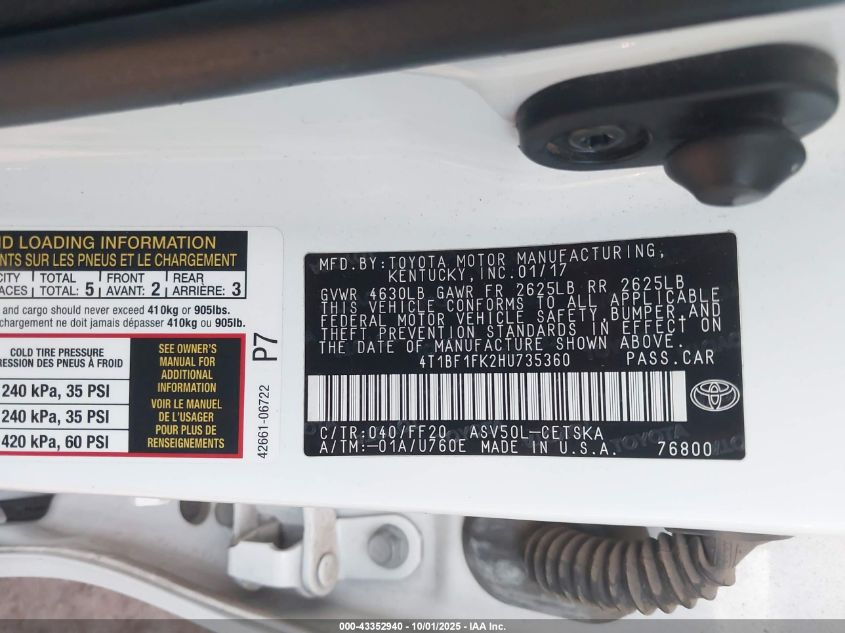 ND LOADING INFORMATION
ENTS SUR LES PNEUS ET LE CHARGEMENT
CITY TOTAL FRONT REAR
ACES TOTAL: 5 AVANT: 2 ARRIÈRE: 3
and cargo should never exceed 410kg or 905lbs.
chargement ne doit jamais dépasser 410kg ou 905lb.
COLD TIRE PRESSURE
RESSION DES PNEUS À FROID
240 kPa, 35 PSI
240 kPa, 35 PSI
420 kPa, 60 PSI
SEE OWNER'S
MANUAL FOR
ADDITIONAL
INFORMATION
VOIR LE MANUEL
DE L'USAGER
POUR PLUS DE
RENSEIGNEMENTS
P7
42661-06722
MFD.BY:TOYOTA MOTOR MANUFACTURING,
KENTUCKY,INC.01/17
GVWR 4630LB GAWR FR 2625LB RR 2625LB
THIS VEHICLE CONFORMS TO ALL APPLICABLE
FEDERAL MOTOR VEHICLE SAFETY,BUMPER,AND
THEFT PREVENTION STANDARDS IN EFFECT ON
THE DATE OF MANUFACTURE SHOWN ABOVE.
4T1BF1FK2HU735360 PASS.CAR
C/TR:040/FF20 ASV50L-CETSKA
A/TM:-01A/U760E MADE IN U.S.A. 76800
TOYOTA
000-43352940 - 10/01/2025 - IAA Inc.